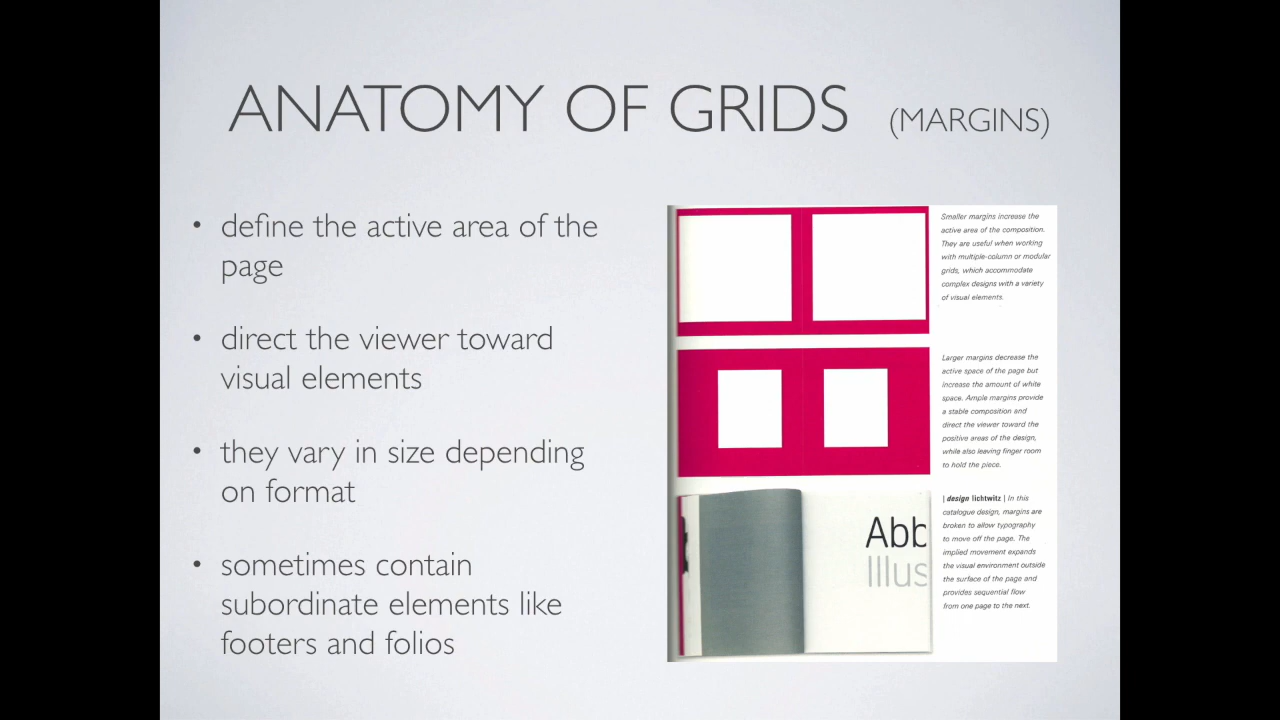 ANATOMY OF GRIDS (MARGINS)
• define the active area of the
page
• direct the viewer toward
visual elements
• they vary in size depending
on format
• sometimes contain
subordinate elements like
footers and folios
Smaller margins increase the
active area of the composition.
They are useful when working
with multiple-column or modular
grids, which accommodate
complex designs with a variety
of visual elements.
Larger margins decrease the
active space of the page but
increase the amount of white
space. Ample margins provide
a stable composition and
direct the viewer toward the
positive areas of the design,
while also leaving finger room
to hold the piece.
Abb
Illus
| design lichtwitz | In this
catalogue design, margins are
broken to allow typography
to move off the page. The
implied movement expands
the visual environment outside
the surface of the page and
provides sequential flow
from one page to the next.